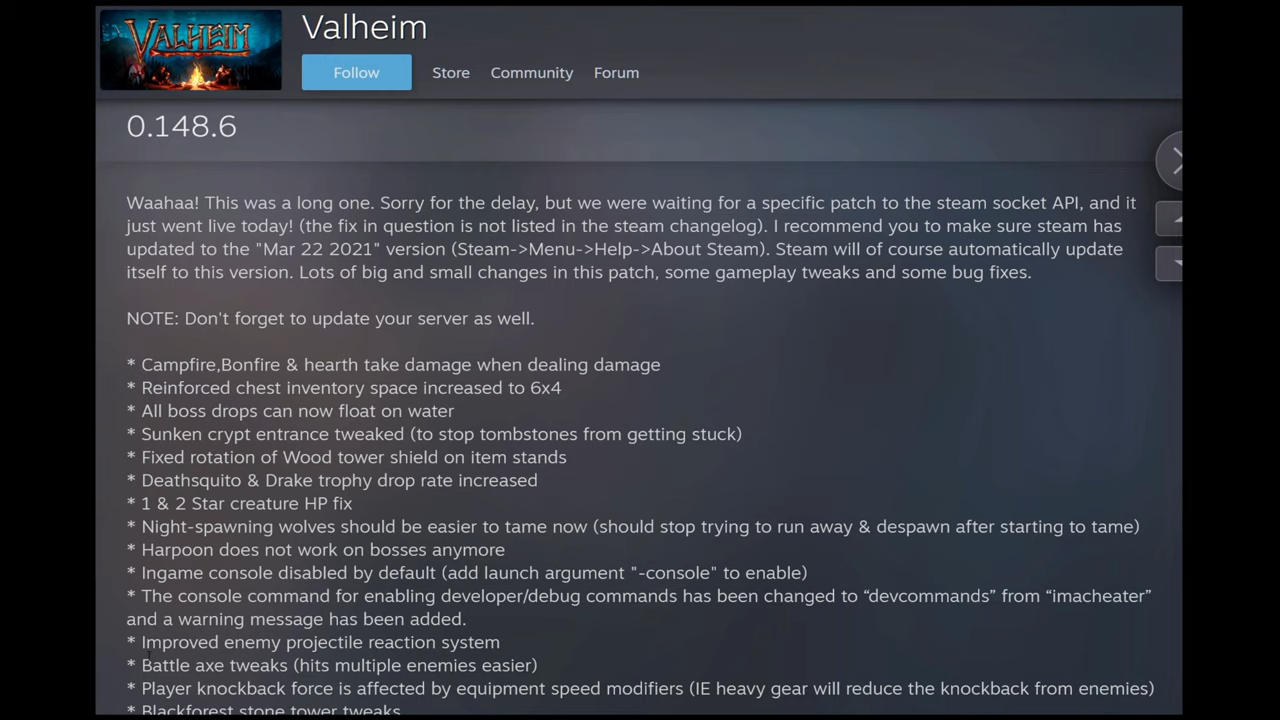 VALHEIM
Valheim
Follow
Store
Community
Forum
0.148.6
Waahaa! This was a long one. Sorry for the delay, but we were waiting for a specific patch to the steam socket API, and it
just went live today! (the fix in question is not listed in the steam changelog). I recommend you to make sure steam has
updated to the "Mar 22 2021" version (Steam->Menu->Help->About Steam). Steam will of course automatically update
itself to this version. Lots of big and small changes in this patch, some gameplay tweaks and some bug fixes.
NOTE: Don't forget to update your server as well.
* Campfire,Bonfire & hearth take damage when dealing damage
* Reinforced chest inventory space increased to 6x4
* All boss drops can now float on water
* Sunken crypt entrance tweaked (to stop tombstones from getting stuck)
* Fixed rotation of Wood tower shield on item stands
* Deathsquito & Drake trophy drop rate increased
* 1 & 2 Star creature HP fix
* Night-spawning wolves should be easier to tame now (should stop trying to run away & despawn after starting to tame)
* Harpoon does not work on bosses anymore
* Ingame console disabled by default (add launch argument "-console" to enable)
* The console command for enabling developer/debug commands has been changed to “devcommands” from “imacheater”
and a warning message has been added.
* Improved enemy projectile reaction system
* Battle axe tweaks (hits multiple enemies easier)
* Player knockback force is affected by equipment speed modifiers (IE heavy gear will reduce the knockback from enemies)
* Blackforest stone tower tweaks